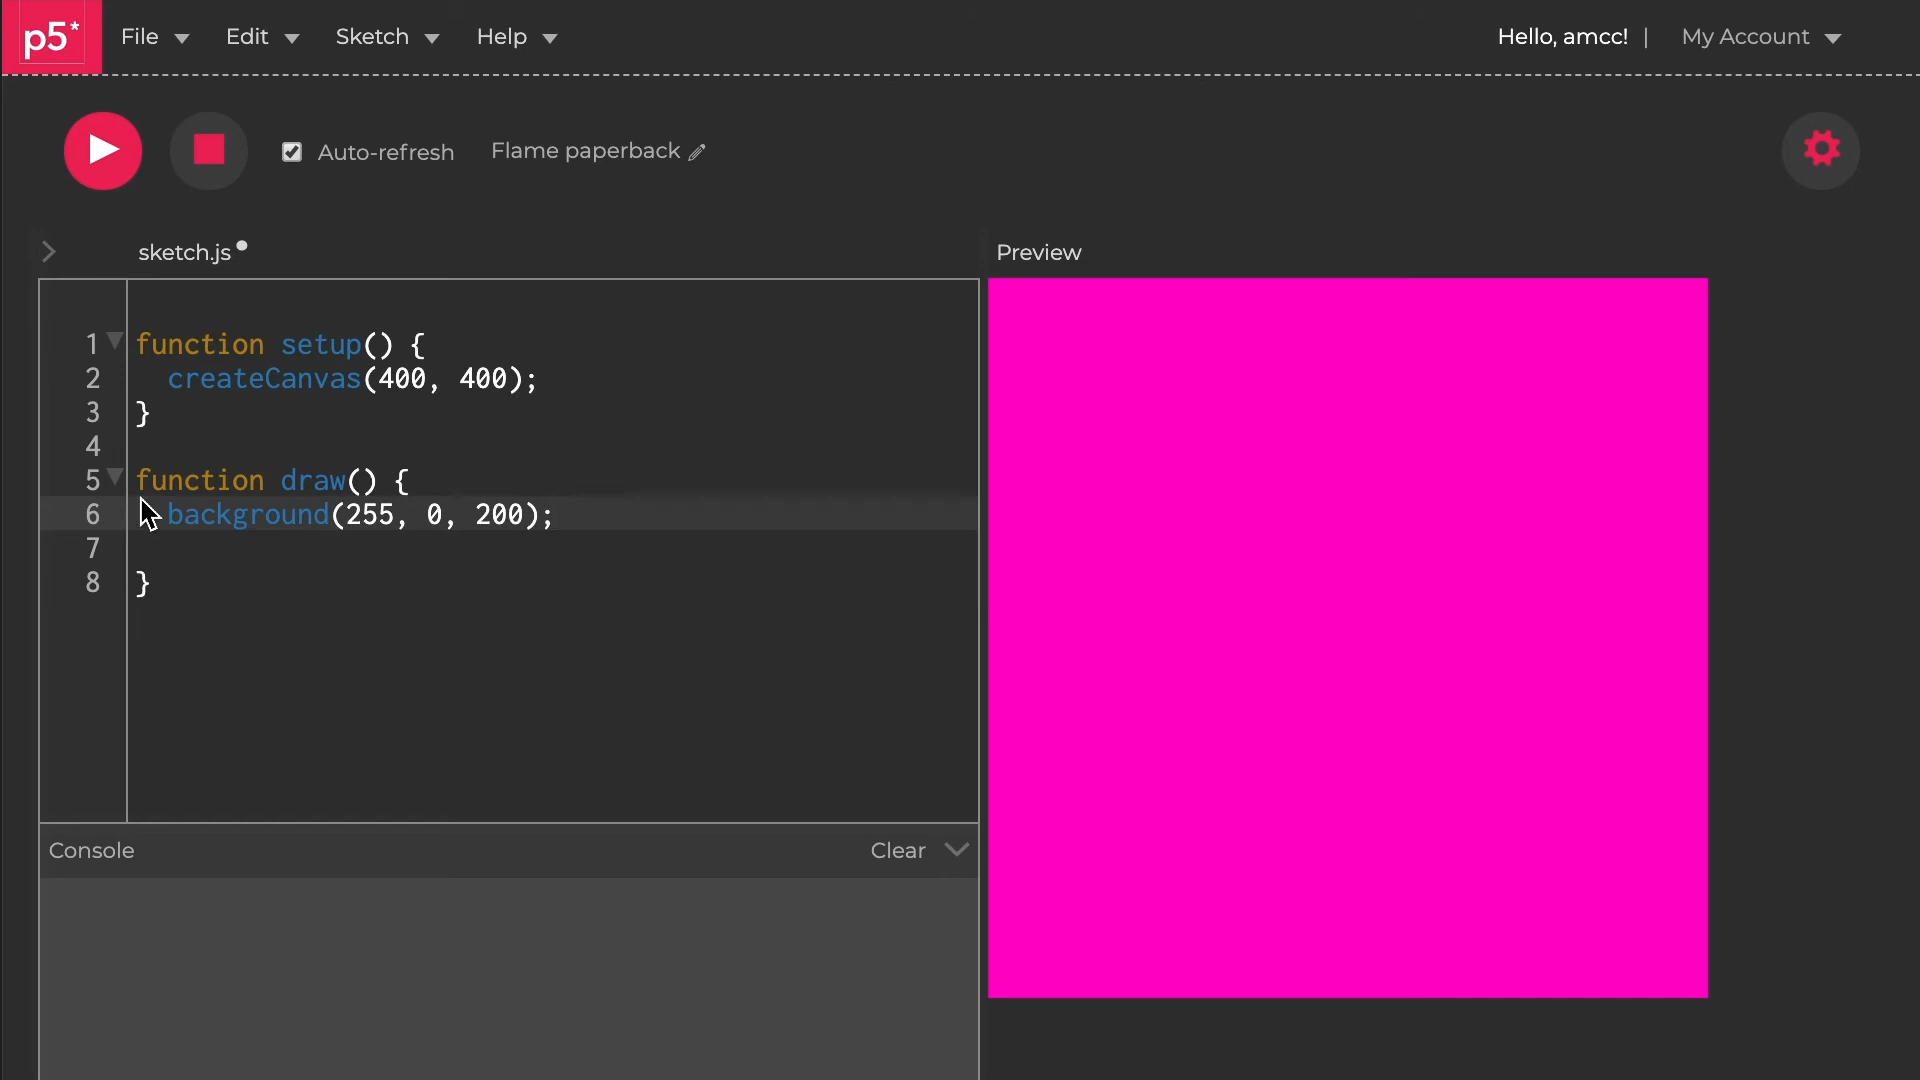 p5* File Edit Sketch Help Hello, amcc! | My Account
Auto-refresh Flame paperback
sketch.js Preview
1 function setup() {
2 createCanvas(400, 400);
3 }
4
5 function draw() {
6 background(255, 0, 200);
7
8 }
Console Clear